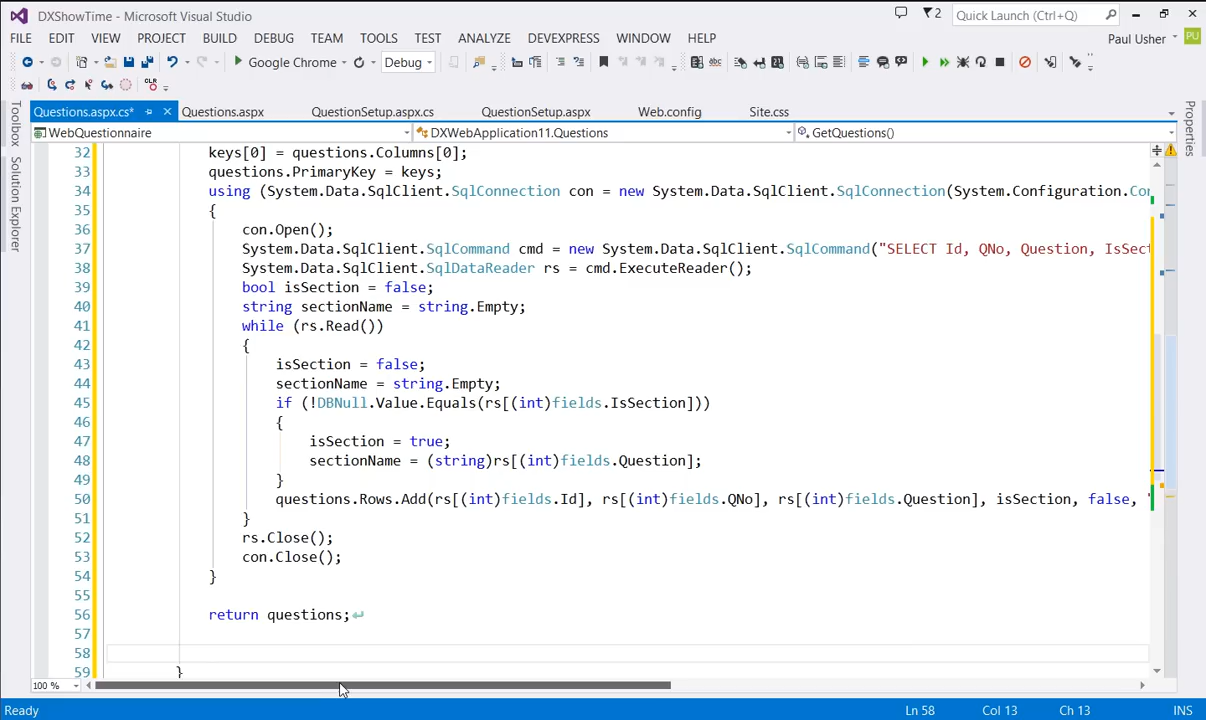 DXShowTime - Microsoft Visual Studio
2
Quick Launch (Ctrl+Q)
FILE EDIT VIEW PROJECT BUILD DEBUG TEAM TOOLS TEST ANALYZE DEVEXPRESS WINDOW HELP
Paul Usher PU
Google Chrome Debug
CLR
Questions.aspx.cs* Questions.aspx QuestionSetup.aspx.cs QuestionSetup.aspx Web.config Site.css
WebQuestionnaire DXWebApplication11.Questions GetQuestions()
Toolbox
Solution Explorer
Properties
32 keys[0] = questions.Columns[0];
33 questions.PrimaryKey = keys;
34 using (System.Data.SqlClient.SqlConnection con = new System.Data.SqlClient.SqlConnection(System.Configuration.Co
35 {
36 con.Open();
37 System.Data.SqlClient.SqlCommand cmd = new System.Data.SqlClient.SqlCommand("SELECT Id, QNo, Question, IsSect
38 System.Data.SqlClient.SqlDataReader rs = cmd.ExecuteReader();
39 bool isSection = false;
40 string sectionName = string.Empty;
41 while (rs.Read())
42 {
43 isSection = false;
44 sectionName = string.Empty;
45 if (!DBNull.Value.Equals(rs[(int)fields.IsSection]))
46 {
47 isSection = true;
48 sectionName = (string)rs[(int)fields.Question];
49 }
50 questions.Rows.Add(rs[(int)fields.Id], rs[(int)fields.QNo], rs[(int)fields.Question], isSection, false, "
51 }
52 rs.Close();
53 con.Close();
54 }
55
56 return questions;
57
58
59 }
100 %
Ready Ln 58 Col 13 Ch 13 INS